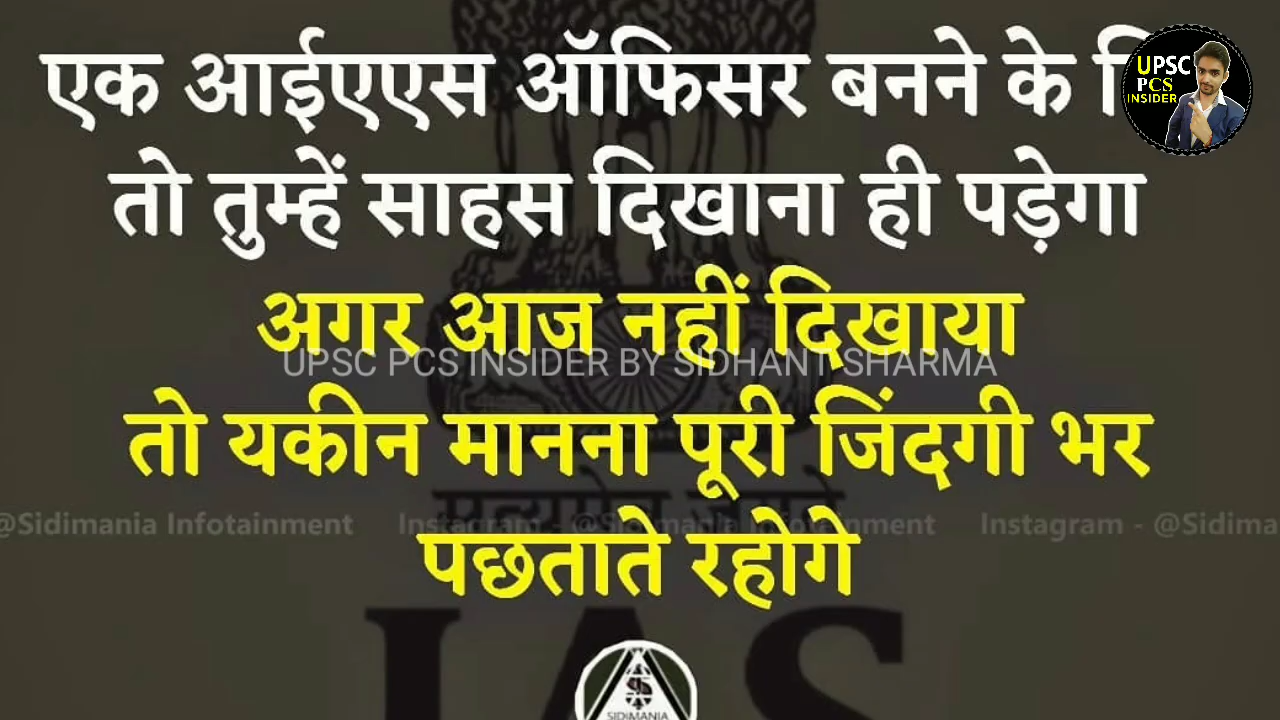 एक आईएएस ऑफिसर बनने के
UPSC
PCS
INSIDER
तो तुम्हें साहस दिखाना ही पड़ेगा
अगर आज नहीं दिखाया
UPSC PCS INSIDER BY SIDHANT SHARMA
तो यकीन मानना पूरी जिंदगी भर
@Sidimania Infotainment Instagram - @Sidimania Infotainment Instagram - @Sidima
पछताते रहोगे
IAS
SIDIMANIA